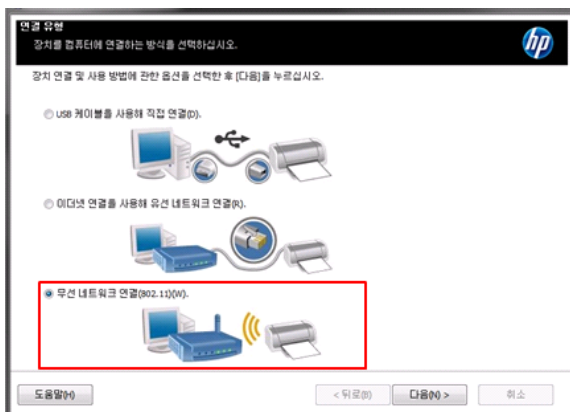 연결 유형
장치를 컴퓨터에 연결하는 방식을 선택하십시오.
hp
장치 연결 및 사용 방법에 관한 옵션을 선택한 후 [다음]을 누르십시오.
USB 케이블을 사용해 직접 연결(D).
이더넷 연결를 사용해 유선 네트워크 연결(R).
무선 네트워크 연결(802.11)(W).
도움말(H)
< 뒤로(B)
다음(N) >
취소